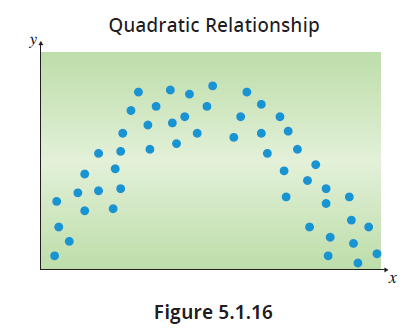 Quadratic Relationship
y
x
Figure 5.1.16